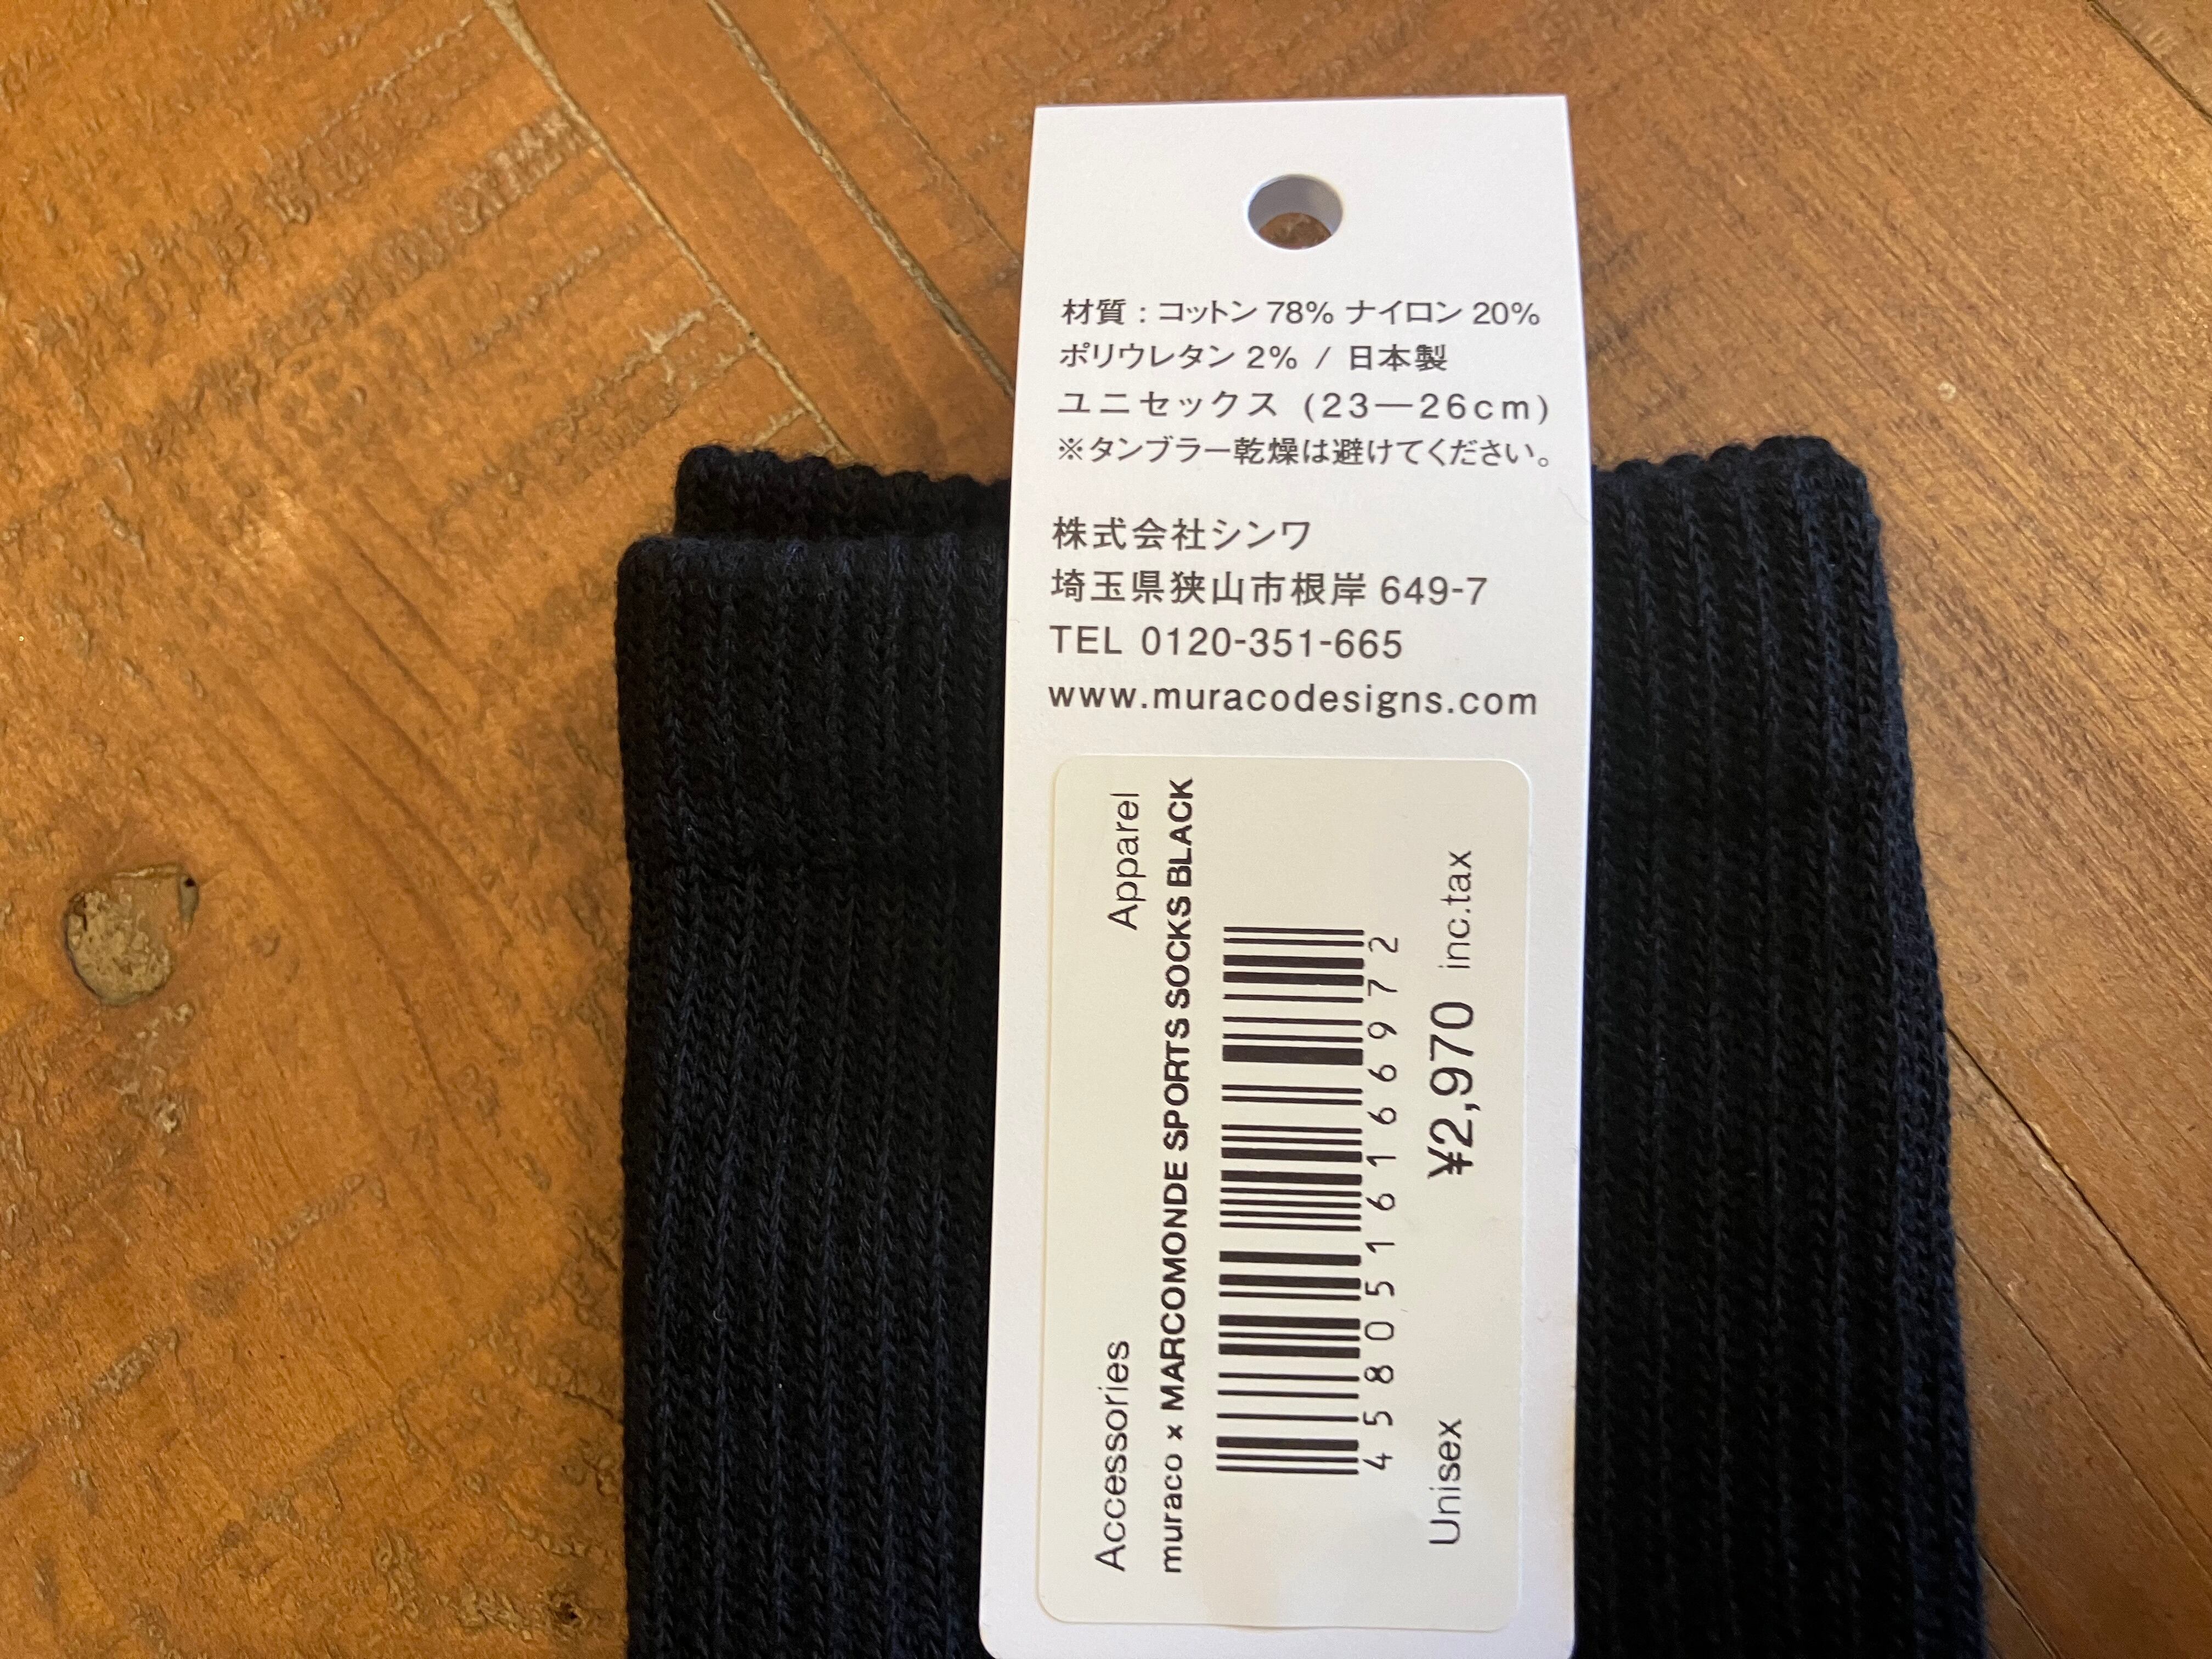 材質：コットン 78% ナイロン 20%
ポリウレタン 2% / 日本製
ユニセックス (23—26cm)
※タンブラー乾燥は避けてください。
株式会社シンワ
埼玉県狭山市根岸 649-7
TEL 0120-351-665
www.muracodesigns.com
Accessories Apparel
muraco × MARCOMONDE SPORTS SOCKS BLACK
4580516166972
Unisex ¥2,970 inc.tax